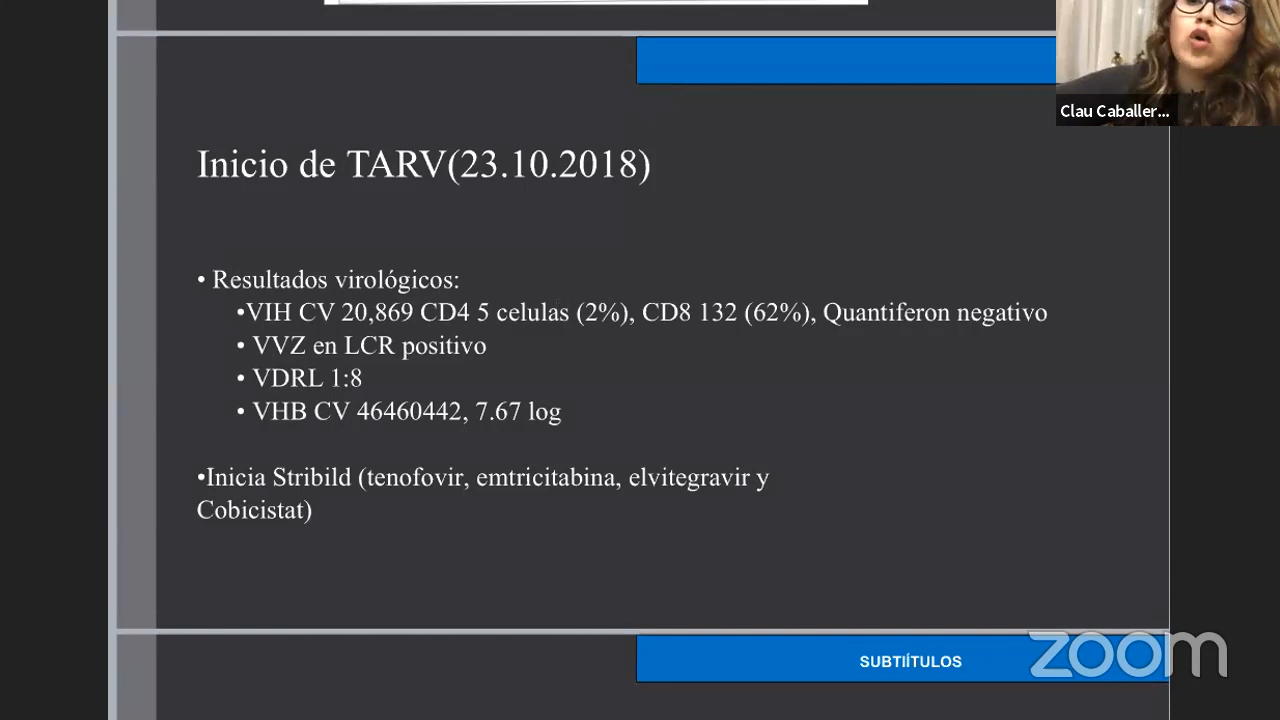 Clau Caballer...
Inicio de TARV(23.10.2018)
• Resultados virológicos:
•VIH CV 20,869 CD4 5 celulas (2%), CD8 132 (62%), Quantiferon negativo
• VVZ en LCR positivo
• VDRL 1:8
• VHB CV 46460442, 7.67 log
•Inicia Stribild (tenofovir, emtricitabina, elvitegravir y
Cobicistat)
SUBTIÍTULOS
zoom